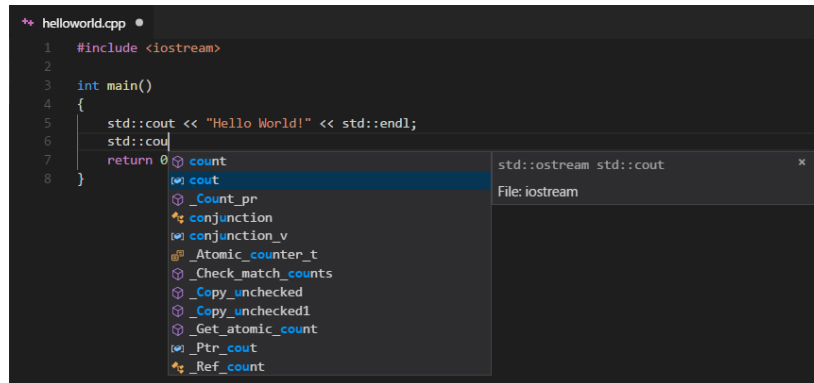 helloworld.cpp
1 #include <iostream>
2
3 int main()
4 {
5 std::cout << "Hello World!" << std::endl;
6 std::cou
7 return 0
8 }
count
cout
_Count_pr
conjunction
conjunction_v
_Atomic_counter_t
_Check_match_counts
_Copy_unchecked
_Copy_unchecked1
_Get_atomic_count
_Ptr_cout
_Ref_count
std::ostream std::cout
File: iostream